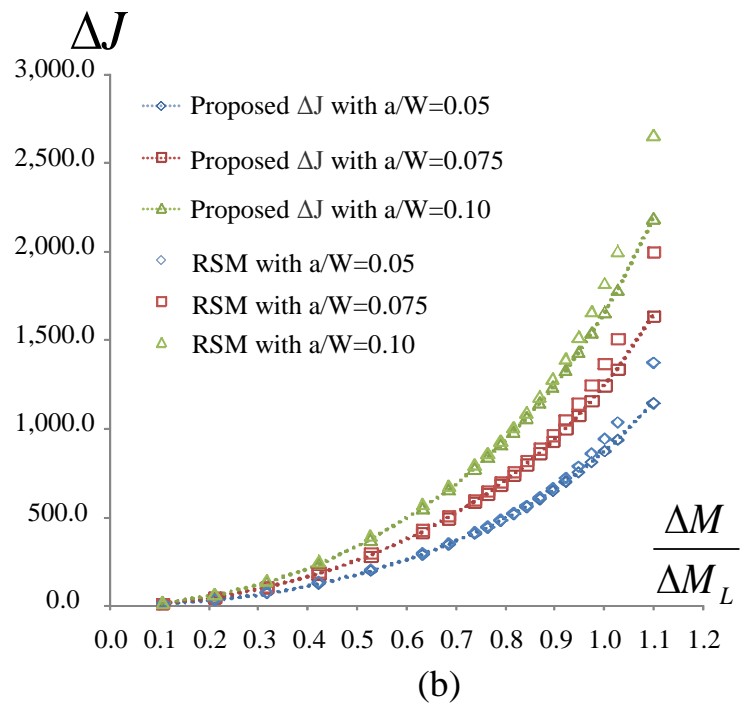 ΔJ
3,000.0
2,500.0
2,000.0
1,500.0
1,000.0
500.0
0.0
Proposed ΔJ with a/W=0.05
Proposed ΔJ with a/W=0.075
Proposed ΔJ with a/W=0.10
RSM with a/W=0.05
RSM with a/W=0.075
RSM with a/W=0.10
ΔM
ΔM_L
0.0 0.1 0.2 0.3 0.4 0.5 0.6 0.7 0.8 0.9 1.0 1.1 1.2
(b)